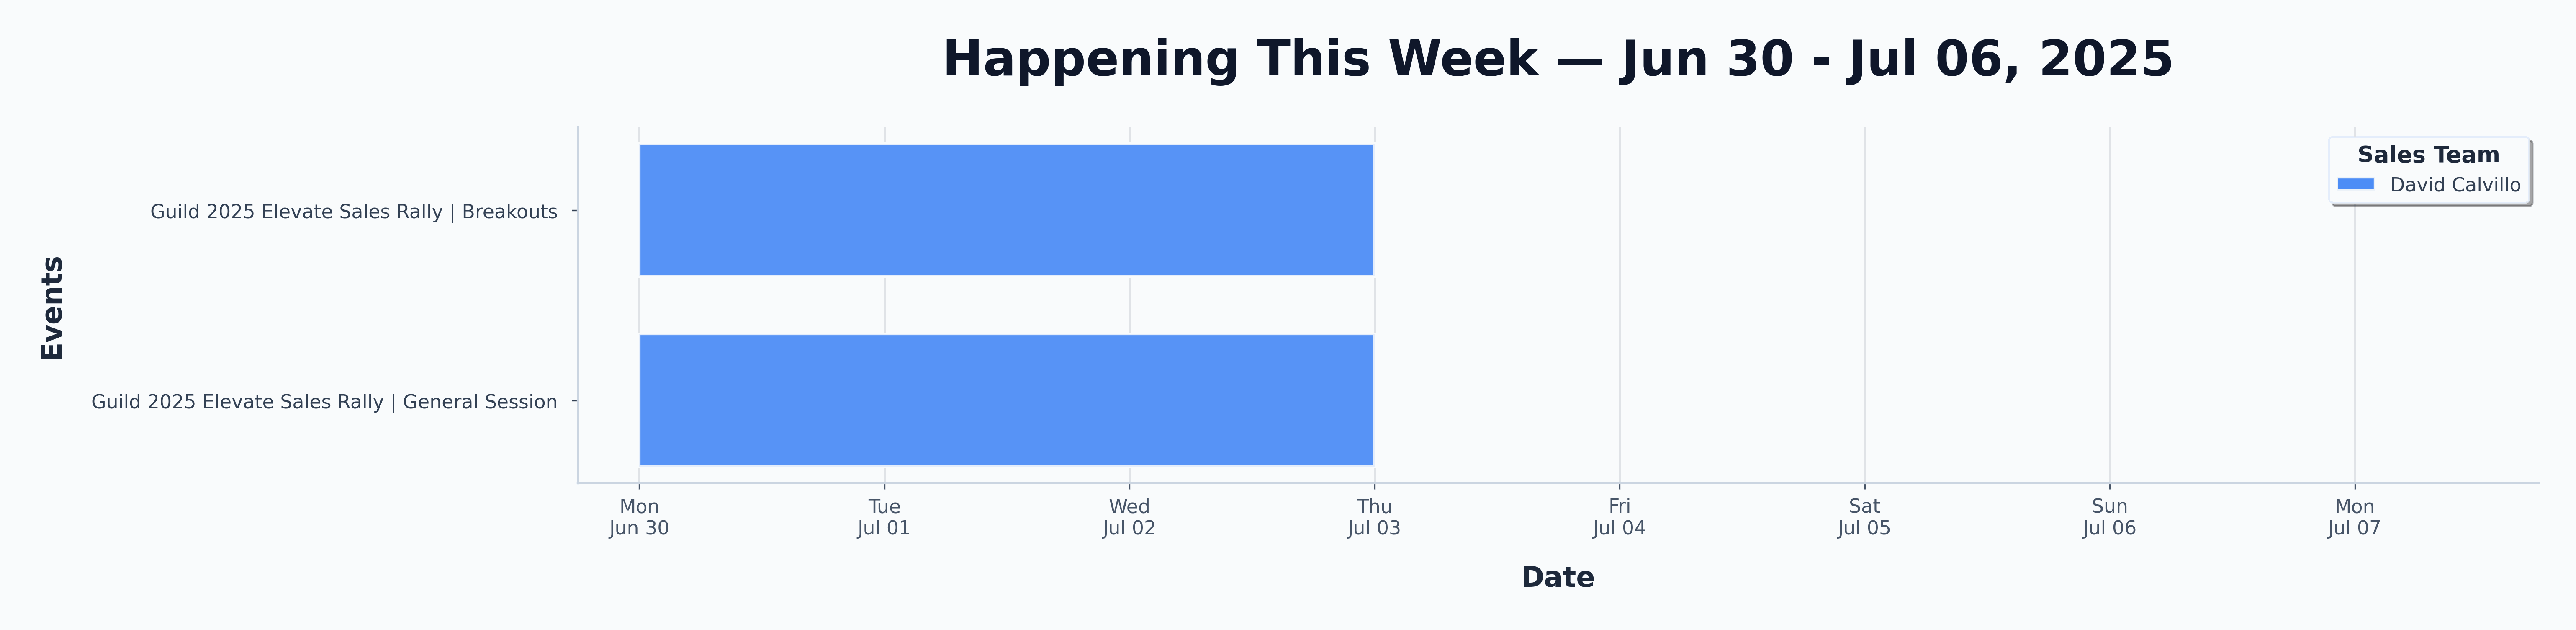 Happening This Week — Jun 30 - Jul 06, 2025
Sales Team
David Calvillo
Events
Guild 2025 Elevate Sales Rally | Breakouts
Guild 2025 Elevate Sales Rally | General Session
Mon Tue Wed Thu Fri Sat Sun Mon
Jun 30 Jul 01 Jul 02 Jul 03 Jul 04 Jul 05 Jul 06 Jul 07
Date